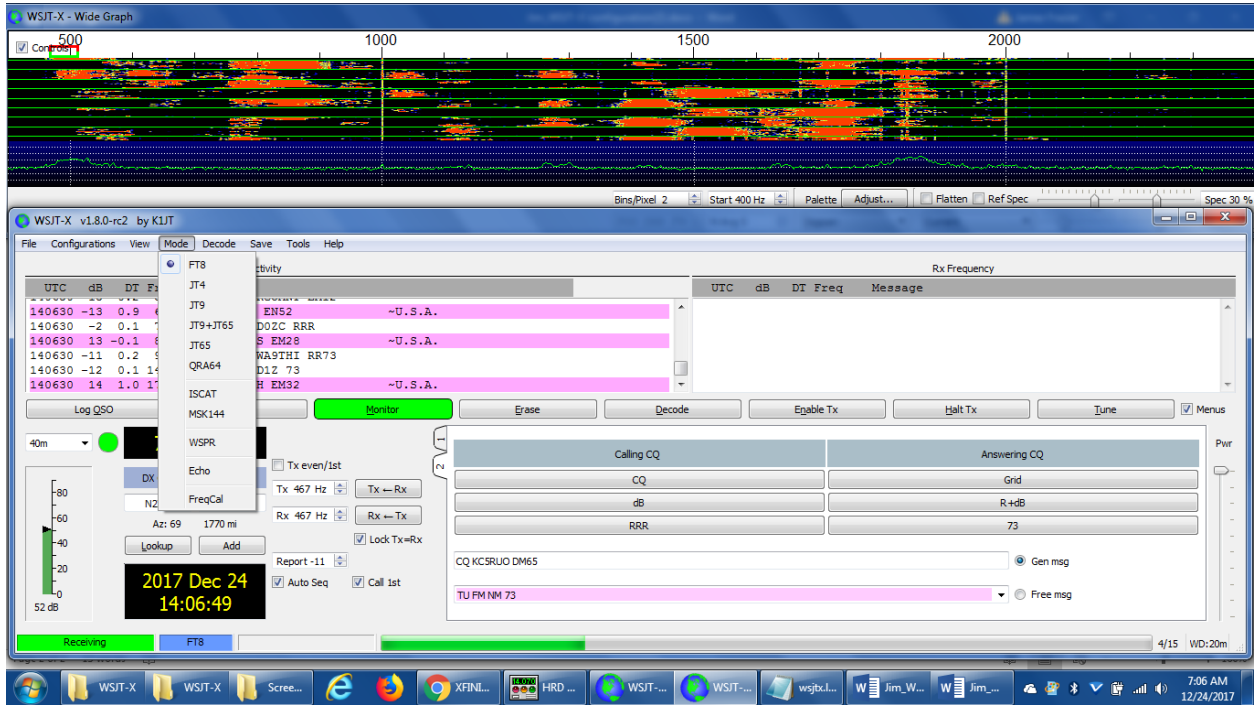 WSJT-X - Wide Graph
Controls
500 1000 1500 2000
Bins/Pixel 2 Start 400 Hz Palette Adjust... Flatten Ref Spec Spec 30 %
WSJT-X v1.8.0-rc2 by K1JT
File Configurations View Mode Decode Save Tools Help
FT8
JT4
JT9
JT9+JT65
JT65
QRA64
ISCAT
MSK144
WSPR
Echo
FreqCal
Rx Frequency
UTC dB DT
UTC dB DT Freq Message
140630 -13 0.9 EN52 ~U.S.A.
140630 -2 0.1 D0ZC RRR
140630 13 -0.1 EM28 ~U.S.A.
140630 -11 0.2 WA9THI RR73
140630 -12 0.1 D1Z 73
140630 14 1.0 EM32 ~U.S.A.
Log QSO Monitor Erase Decode Enable Tx Halt Tx Tune Menus
40m
DX
N2
Az: 69 1770 mi
Lookup Add
2017 Dec 24
14:06:49
-80
-60
-40
-20
-0
52 dB
Tx even/1st
Tx 467 Hz Tx ← Rx
Rx 467 Hz Rx ← Tx
Lock Tx=Rx
Report -11
Auto Seq Call 1st
1
2
Calling CQ Answering CQ
CQ Grid
dB R+dB
RRR 73
CQ KC5RUO DM65 Gen msg
TU FM NM 73 Free msg
Pwr
Receiving FT8 4/15 WD:20m
WSJT-X WSJT-X Scree... XFINI... 14.070 HRD ... WSJT-... WSJT-... wsjtx.l... Jim_W... Jim_...
7:06 AM
12/24/2017